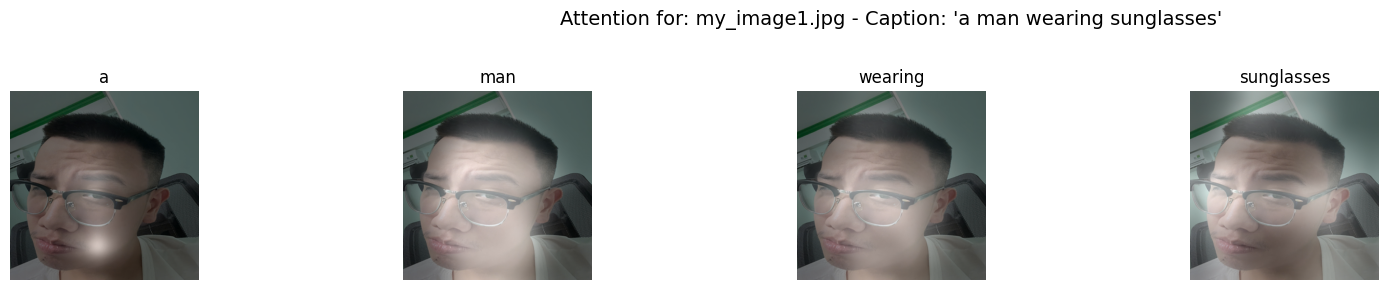 Attention for: my_image1.jpg - Caption: 'a man wearing sunglasses'
a
man
wearing
sunglasses